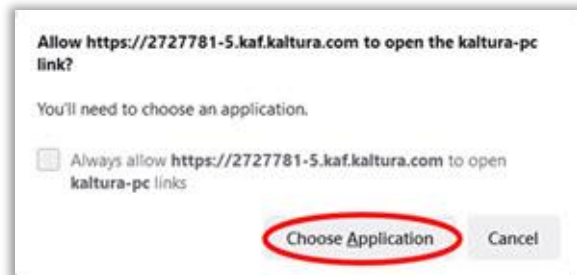 Allow https://2727781-5.kaf.kaltura.com to open the kaltura-pc
link?
You'll need to choose an application.
Always allow https://2727781-5.kaf.kaltura.com to open
kaltura-pc links
Choose Application
Cancel